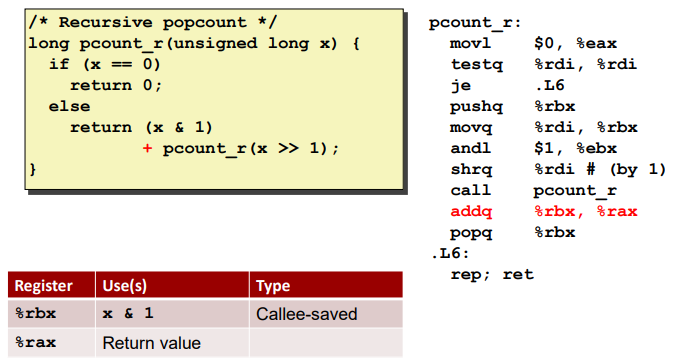 /* Recursive popcount */
long pcount_r(unsigned long x) {
  if (x == 0)
    return 0;
  else
    return (x & 1)
           + pcount_r(x >> 1);
}
pcount_r:
  movl    $0, %eax
  testq   %rdi, %rdi
  je      .L6
  pushq   %rbx
  movq    %rdi, %rbx
  andl    $1, %ebx
  shrq    %rdi # (by 1)
  call    pcount_r
  addq    %rbx, %rax
  popq    %rbx
.L6:
  rep; ret
Register Use(s) Type
%rbx x & 1 Callee-saved
%rax Return value